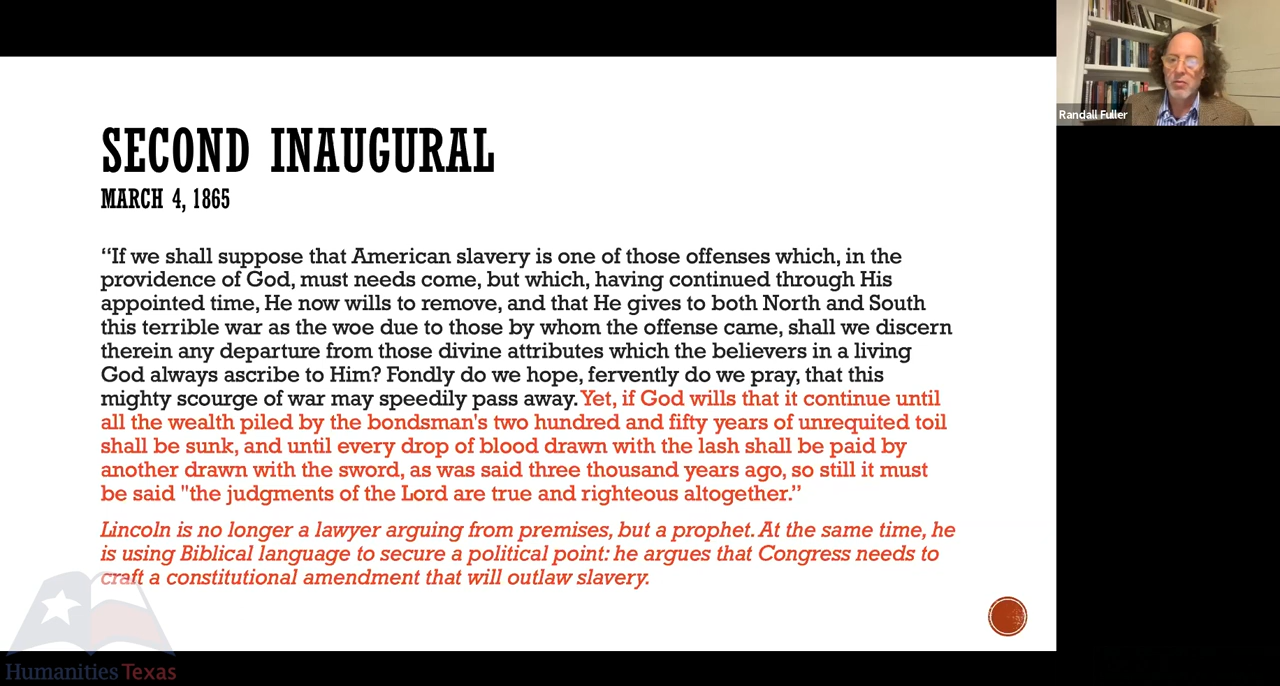 SECOND INAUGURAL
MARCH 4, 1865
“If we shall suppose that American slavery is one of those offenses which, in the
providence of God, must needs come, but which, having continued through His
appointed time, He now wills to remove, and that He gives to both North and South
this terrible war as the woe due to those by whom the offense came, shall we discern
therein any departure from those divine attributes which the believers in a living
God always ascribe to Him? Fondly do we hope, fervently do we pray, that this
mighty scourge of war may speedily pass away. Yet, if God wills that it continue until
all the wealth piled by the bondsman's two hundred and fifty years of unrequited toil
shall be sunk, and until every drop of blood drawn with the lash shall be paid by
another drawn with the sword, as was said three thousand years ago, so still it must
be said "the judgments of the Lord are true and righteous altogether.”
Lincoln is no longer a lawyer arguing from premises, but a prophet. At the same time, he
is using Biblical language to secure a political point: he argues that Congress needs to
craft a constitutional amendment that will outlaw slavery.
Randall Fuller
Humanities Texas